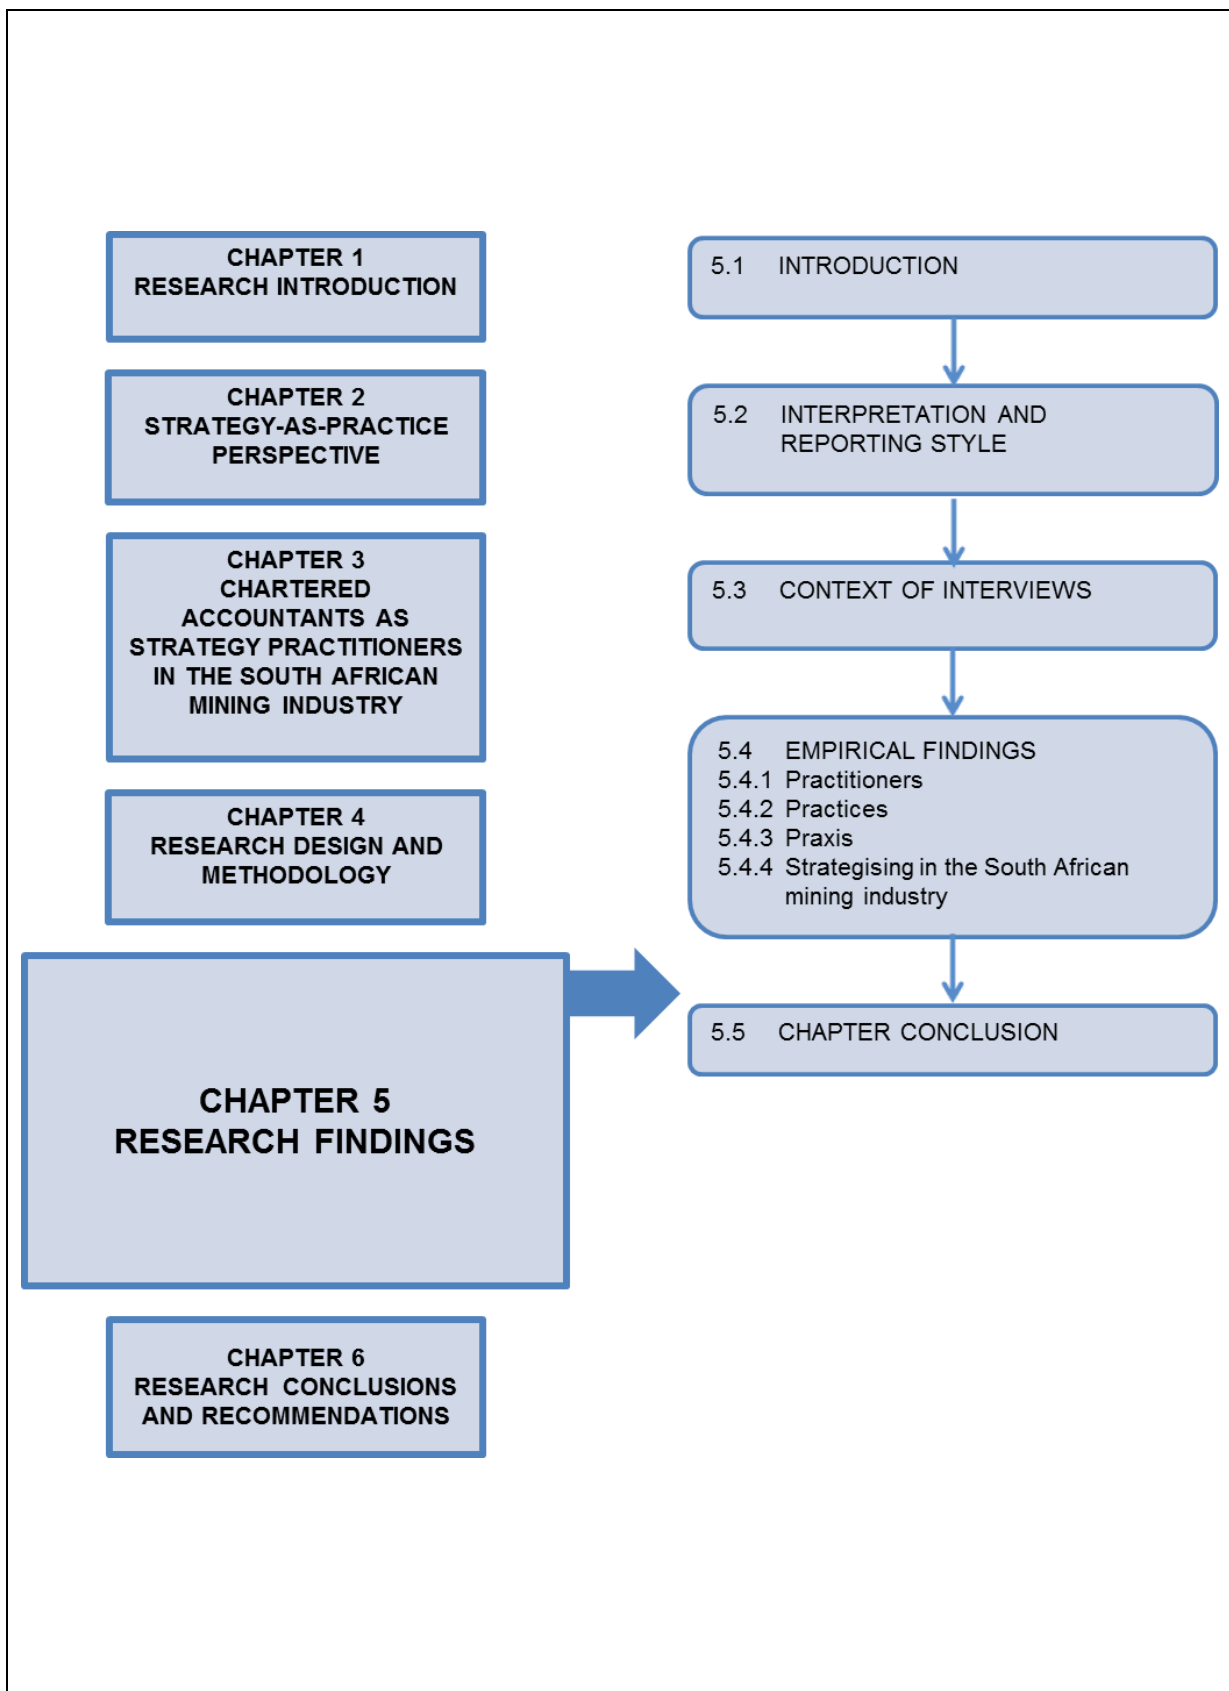 CHAPTER 1
RESEARCH INTRODUCTION
CHAPTER 2
STRATEGY-AS-PRACTICE
PERSPECTIVE
CHAPTER 3
CHARTERED
ACCOUNTANTS AS
STRATEGY PRACTITIONERS
IN THE SOUTH AFRICAN
MINING INDUSTRY
CHAPTER 4
RESEARCH DESIGN AND
METHODOLOGY
CHAPTER 5
RESEARCH FINDINGS
CHAPTER 6
RESEARCH CONCLUSIONS
AND RECOMMENDATIONS
5.1 INTRODUCTION
5.2 INTERPRETATION AND
REPORTING STYLE
5.3 CONTEXT OF INTERVIEWS
5.4 EMPIRICAL FINDINGS
5.4.1 Practitioners
5.4.2 Practices
5.4.3 Praxis
5.4.4 Strategising in the South African
mining industry
5.5 CHAPTER CONCLUSION